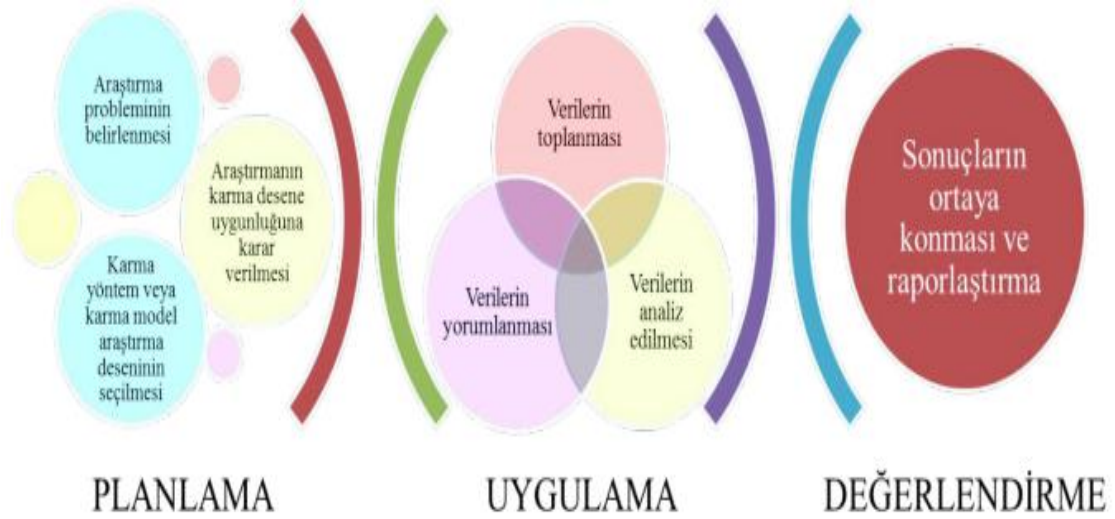 Araştırma
probleminin
belirlenmesi
Araştırmanın
karma desene
uygunluğuna
karar
verilmesi
Karma
yöntem veya
karma model
araştırma
deseninin
seçilmesi
PLANLAMA
Verilerin
toplanması
Verilerin
yorumlanması
Verilerin
analiz
edilmesi
UYGULAMA
Sonuçların
ortaya
konması ve
raporlaştırma
DEĞERLENDİRME